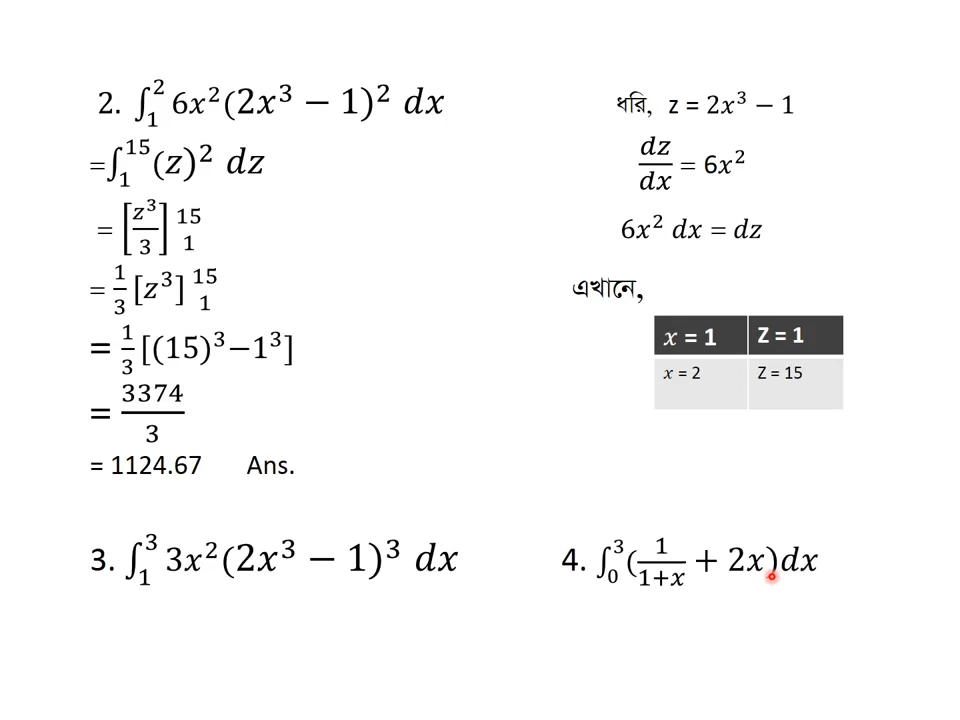 2. ∫₁² 6x²(2x³ − 1)² dx
=∫₁¹⁵ (z)² dz
= [z³/3] 15 1
= 1/3 [z³] 15 1
= 1/3 [(15)³−1³]
= 3374/3
= 1124.67 Ans.
ধরি, z = 2x³ − 1
dz/dx = 6x²
6x² dx = dz
এখানে,
x = 1 Z = 1
x = 2 Z = 15
3. ∫₁³ 3x²(2x³ − 1)³ dx
4. ∫₀³ (1/(1+x) + 2x)dx